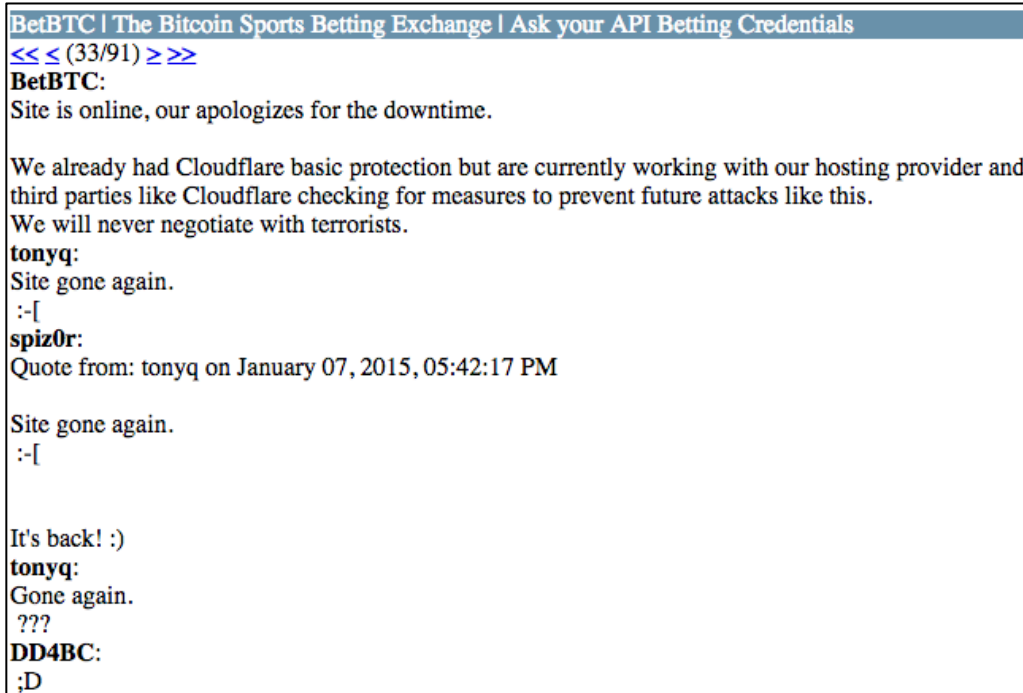 BetBTC | The Bitcoin Sports Betting Exchange | Ask your API Betting Credentials
<< < (33/91) > >>
BetBTC:
Site is online, our apologizes for the downtime.
We already had Cloudflare basic protection but are currently working with our hosting provider and
third parties like Cloudflare checking for measures to prevent future attacks like this.
We will never negotiate with terrorists.
tonyq:
Site gone again.
:-[
spiz0r:
Quote from: tonyq on January 07, 2015, 05:42:17 PM
Site gone again.
:-[
It's back! :)
tonyq:
Gone again.
???
DD4BC:
;D